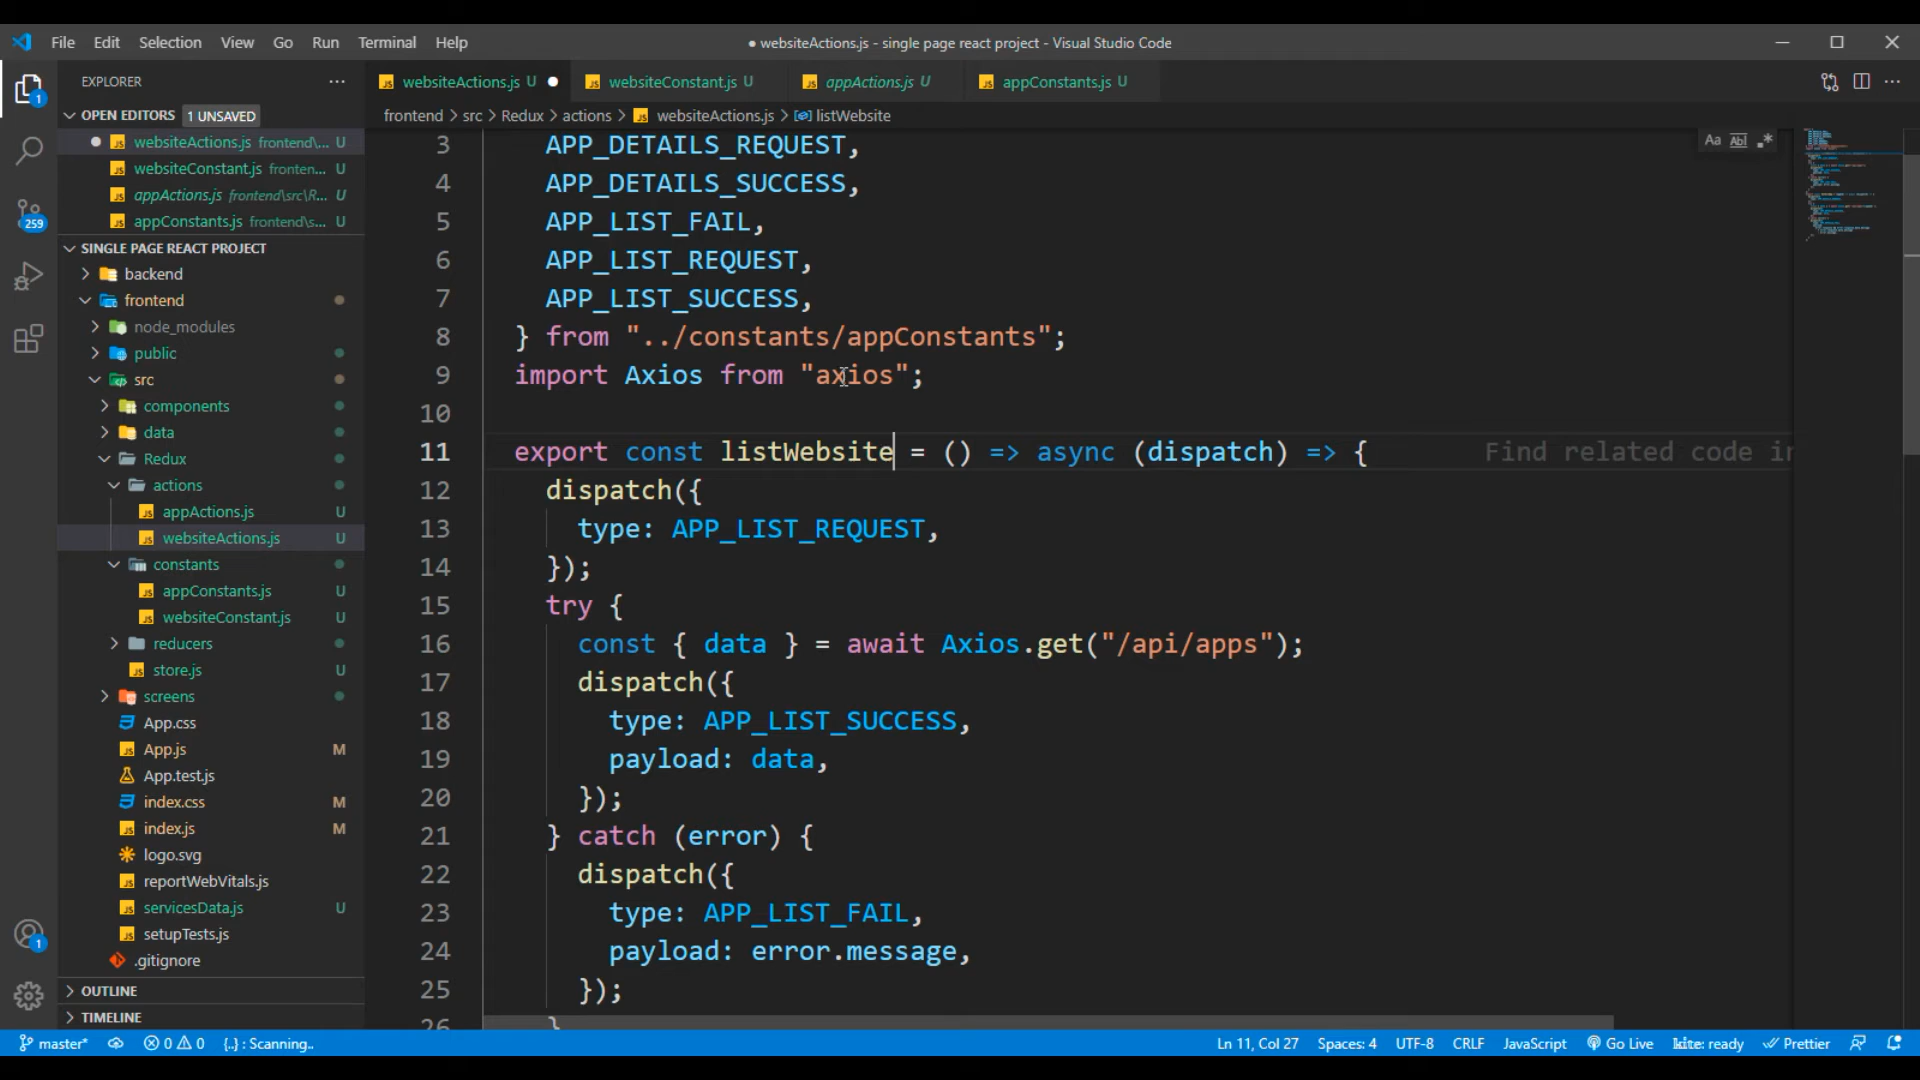 File Edit Selection View Go Run Terminal Help
● websiteActions.js - single page react project - Visual Studio Code
EXPLORER
websiteActions.js U
websiteConstant.js U
appActions.js U
appConstants.js U
OPEN EDITORS 1 UNSAVED
frontend > src > Redux > actions > websiteActions.js > listWebsite
websiteActions.js frontend\... U
websiteConstant.js fronten... U
appActions.js frontend\src\R... U
appConstants.js frontend\s... U
SINGLE PAGE REACT PROJECT
backend
frontend
node_modules
public
src
components
data
Redux
actions
appActions.js U
websiteActions.js U
constants
appConstants.js U
websiteConstant.js U
reducers
store.js U
screens
App.css
App.js M
App.test.js
index.css M
index.js M
logo.svg
reportWebVitals.js
servicesData.js U
setupTests.js
.gitignore
OUTLINE
TIMELINE
1
259
1
Aa Abl .*
3 APP_DETAILS_REQUEST,
4 APP_DETAILS_SUCCESS,
5 APP_LIST_FAIL,
6 APP_LIST_REQUEST,
7 APP_LIST_SUCCESS,
8 } from "../constants/appConstants";
9 import Axios from "axios";
10
11 export const listWebsite = () => async (dispatch) => { Find related code in
12 dispatch({
13 type: APP_LIST_REQUEST,
14 });
15 try {
16 const { data } = await Axios.get("/api/apps");
17 dispatch({
18 type: APP_LIST_SUCCESS,
19 payload: data,
20 });
21 } catch (error) {
22 dispatch({
23 type: APP_LIST_FAIL,
24 payload: error.message,
25 });
26 }
master* 0 0 {..} : Scanning.. Ln 11, Col 27 Spaces: 4 UTF-8 CRLF JavaScript Go Live kite: ready Prettier